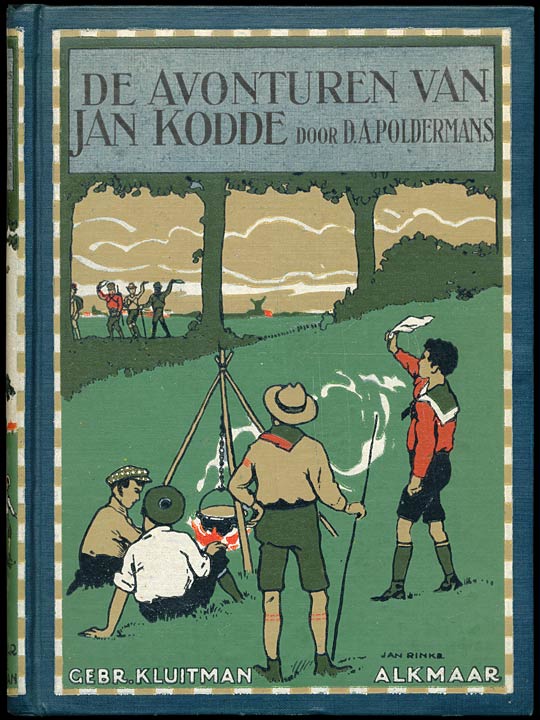 DE AVONTUREN VAN
JAN KODDE DOOR D.A.POLDERMANS
JAN RINKE
GEBR. KLUITMAN ALKMAAR